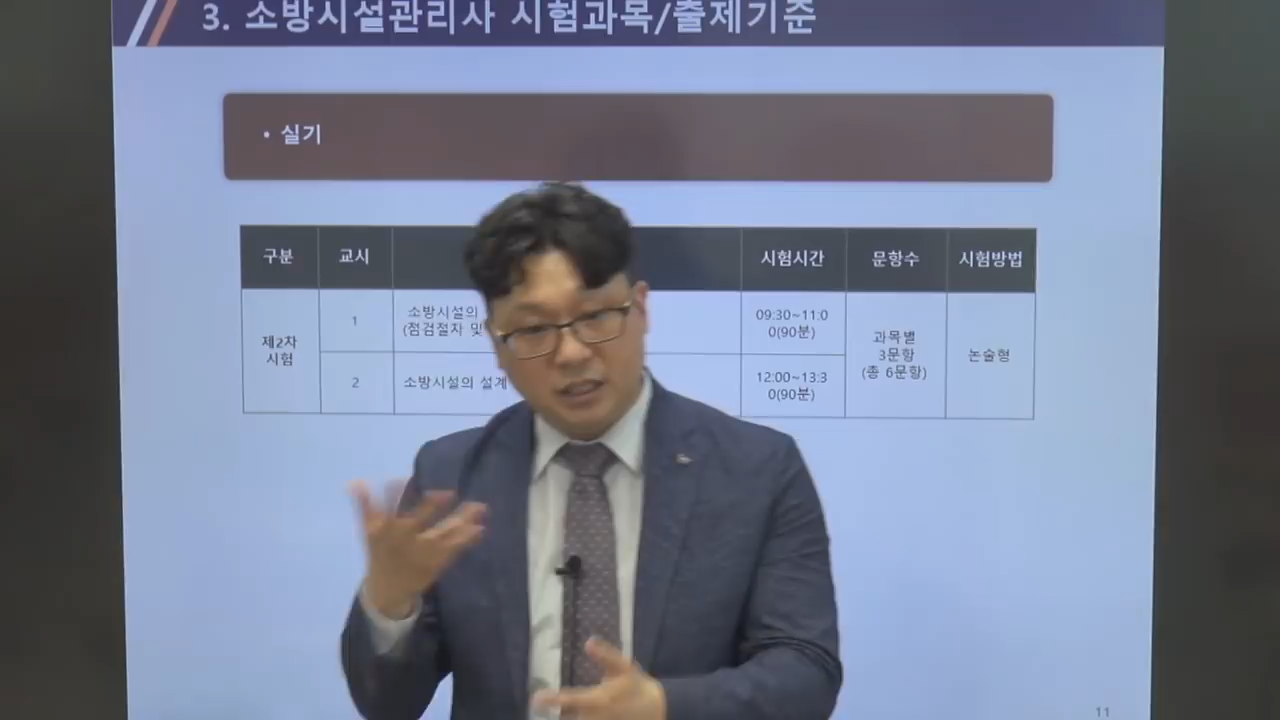 3. 소방시설관리사 시험과목/출제기준
• 실기
구분 교시 시험시간 문항수 시험방법
제2차
시험
1
소방시설의
(점검절차 및
09:30~11:0
0(90분)
2
소방시설의 설계
12:00~13:3
0(90분)
과목별
3문항
(총 6문항)
논술형
11